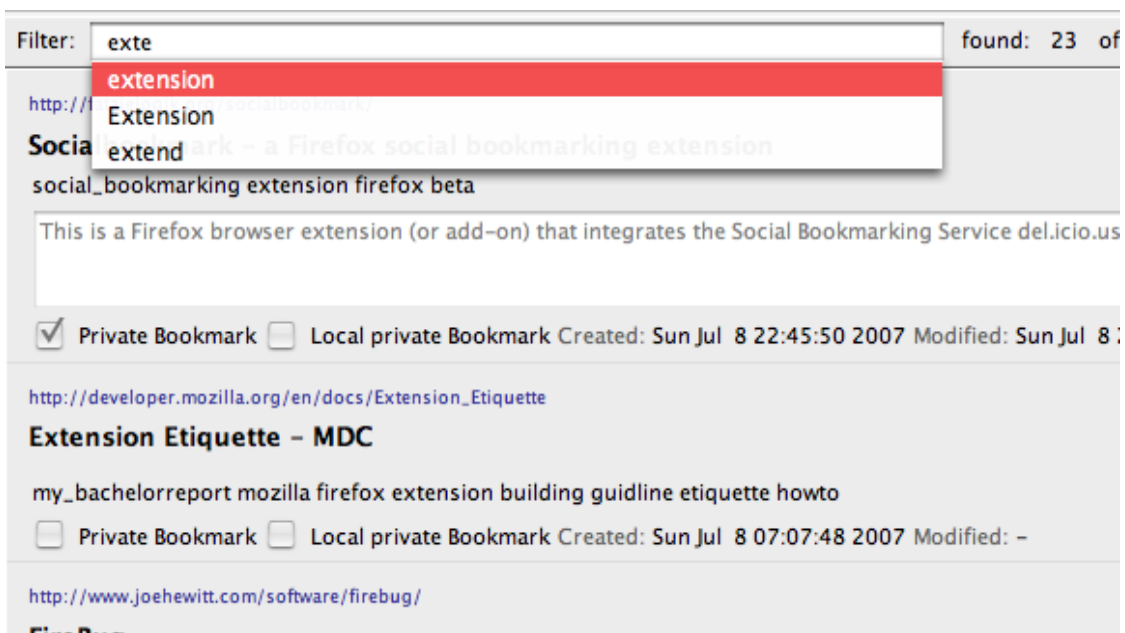 Filter: exte found: 23 of
extension
http://f socialbookmark/
Extension
Socialbookmark – a Firefox social bookmarking extension
extend
social_bookmarking extension firefox beta
This is a Firefox browser extension (or add-on) that integrates the Social Bookmarking Service del.icio.us
Private Bookmark Local private Bookmark Created: Sun Jul 8 22:45:50 2007 Modified: Sun Jul 8
http://developer.mozilla.org/en/docs/Extension_Etiquette
Extension Etiquette – MDC
my_bachelorreport mozilla firefox extension building guidline etiquette howto
Private Bookmark Local private Bookmark Created: Sun Jul 8 07:07:48 2007 Modified: –
http://www.joehewitt.com/software/firebug/
FireBug